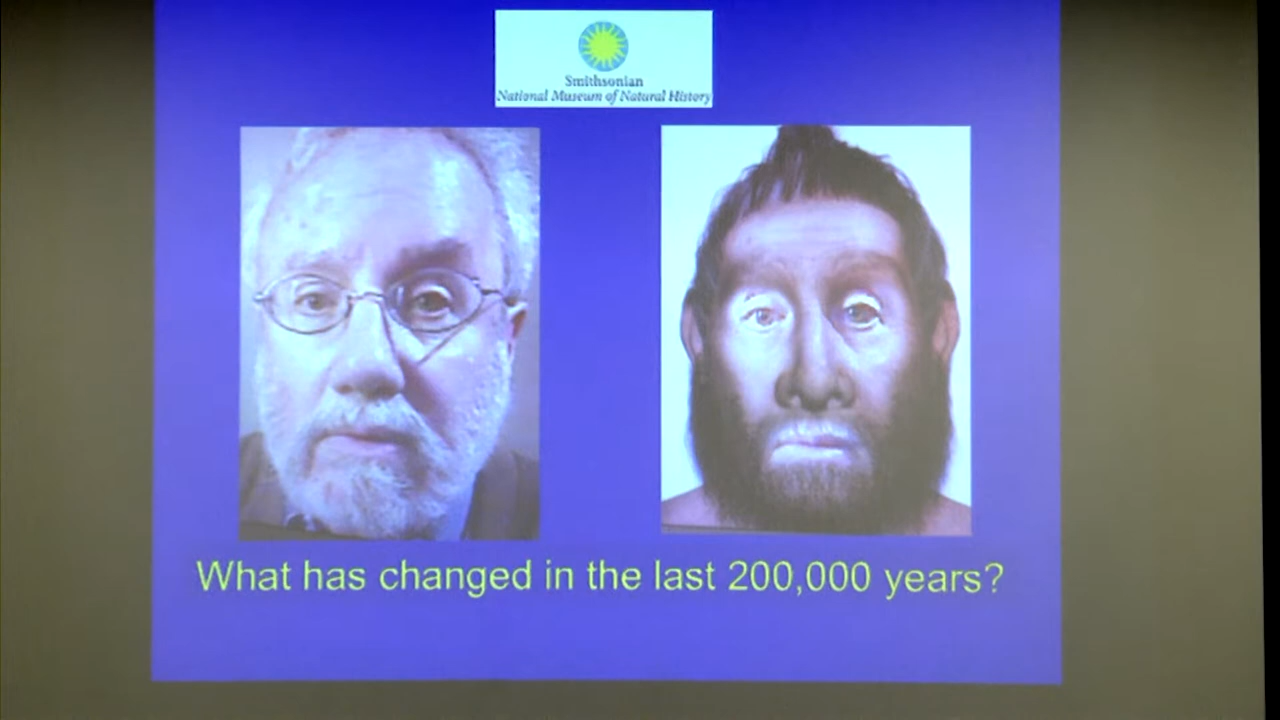 Smithsonian
National Museum of Natural History
What has changed in the last 200,000 years?